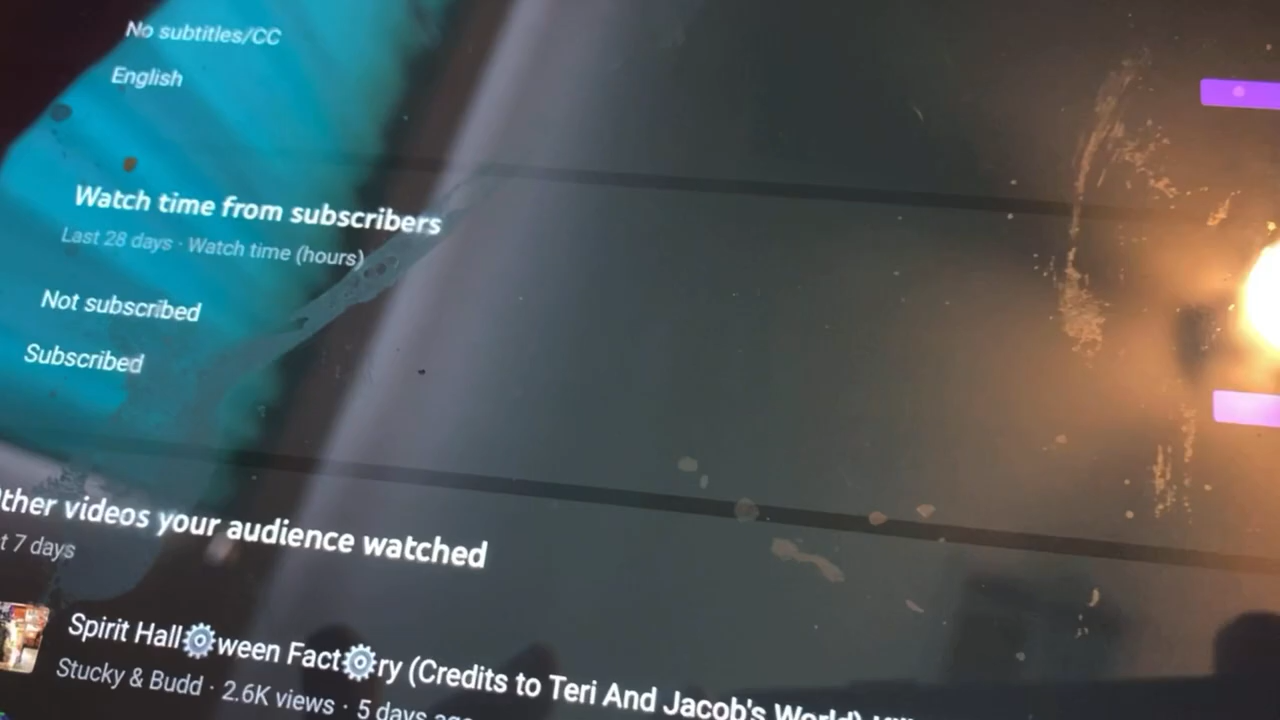 No subtitles/CC
English
Watch time from subscribers
Last 28 days · Watch time (hours)
Not subscribed
Subscribed
ther videos your audience watched
t 7 days
Spirit Hall⚙️ween Fact⚙️ry (Credits to Teri And Jacob's World)
Stucky & Budd · 2.6K views · 5 days ago